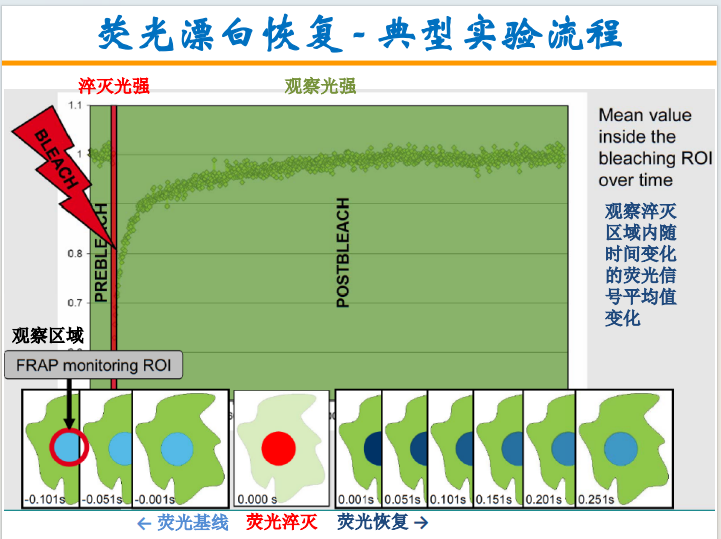 荧光漂白恢复 - 典型实验流程
淬灭光强
观察光强
1.1
1
0.8
0.7
BLEACH
PREBLEACH
POSTBLEACH
Mean value
inside the
bleaching ROI
over time
观察淬灭
区域内随
时间变化
的荧光信
号平均值
变化
观察区域
FRAP monitoring ROI
-0.101s
-0.051s
-0.001s
0.000 s
0.001s
0.051s
0.101s
0.151s
0.201s
0.251s
← 荧光基线
荧光淬灭
荧光恢复 →